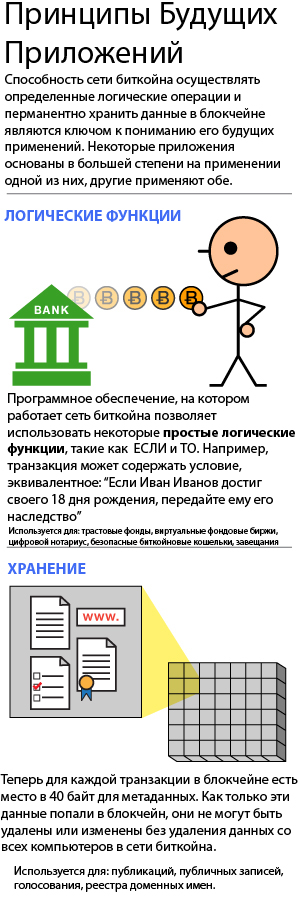 Принципы Будущих
Приложений
Способность сети биткойна осуществлять
определенные логические операции и
перманентно хранить данные в блокчейне
являются ключом к пониманию его будущих
применений. Некоторые приложения
основаны в большей степени на применении
одной из них, другие применяют обе.
ЛОГИЧЕСКИЕ ФУНКЦИИ
BANK
Программное обеспечение, на котором
работает сеть биткойна позволяет
использовать некоторые простые логические
функции, такие как ЕСЛИ и ТО. Например,
транзакция может содержать условие,
эквивалентное: “Если Иван Иванов достиг
своего 18 дня рождения, передайте ему его
наследство”
Используется для: трастовые фонды, виртуальные фондовые биржи,
цифровой нотариус, безопасные биткойновые кошельки, завещания
ХРАНЕНИЕ
www.
Теперь для каждой транзакции в блокчейне есть
место в 40 байт для метаданных. Как только эти
данные попали в блокчейн, они не могут быть
удалены или изменены без удаления данных со
всех компьютеров в сети биткойна.
Используется для: публикаций, публичных записей,
голосования, реестра доменных имен.